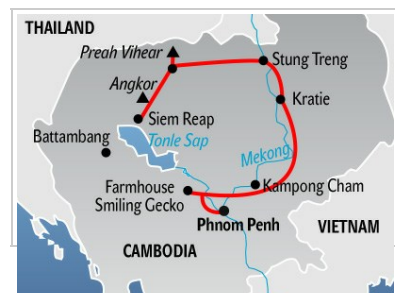 THAILAND
Preah Vihear
Stung Treng
Angkor
Kratie
Siem Reap
Battambang
Tonle Sap
Mekong
Farmhouse
Smiling Gecko
Kampong Cham
Phnom Penh
VIETNAM
CAMBODIA